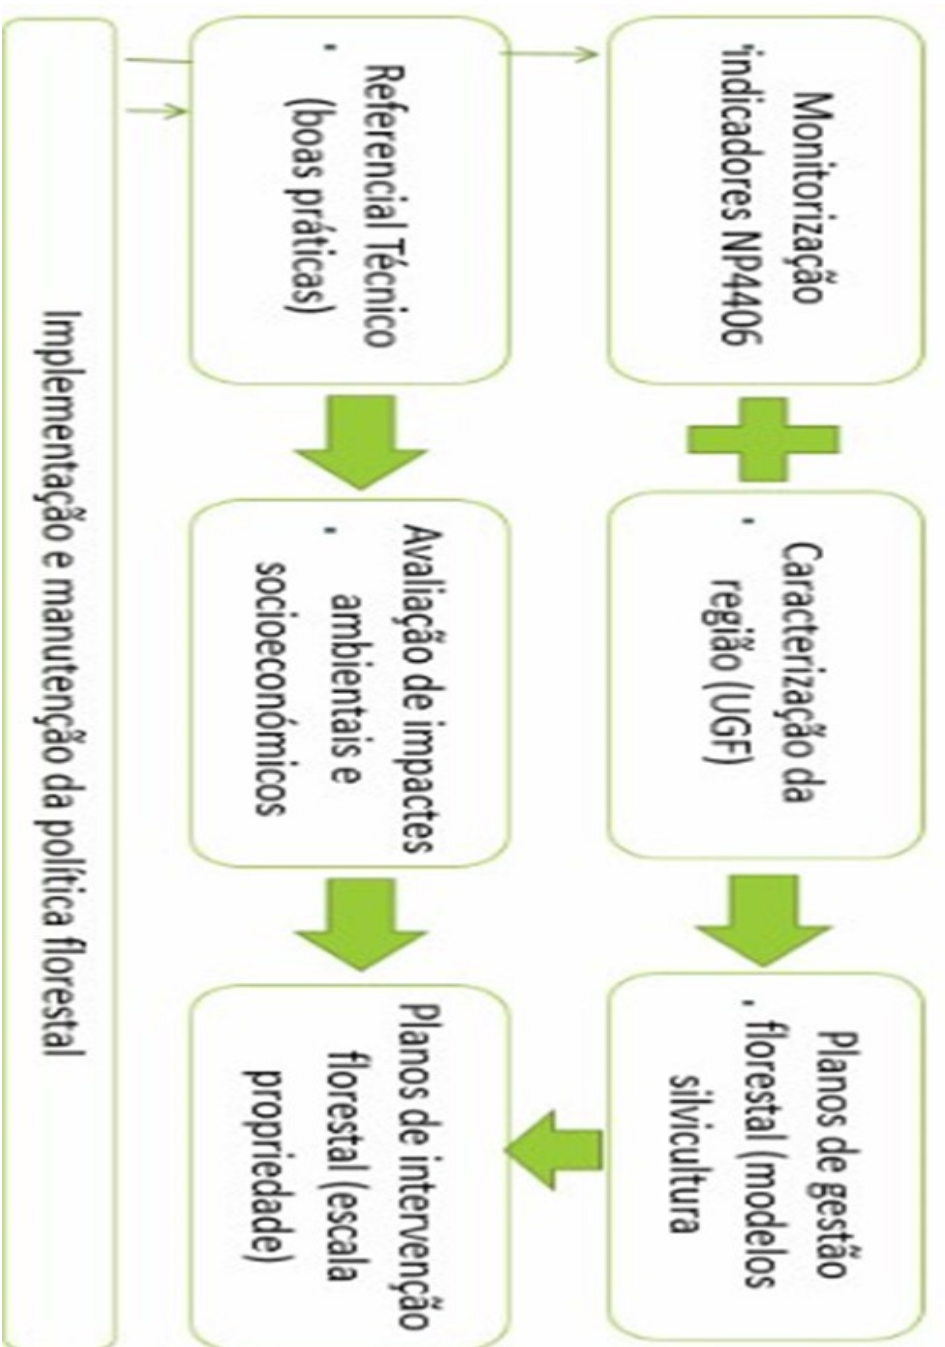 Monitorização
indicadores NP4406
Caracterização da
região (UGF)
Planos de gestão
florestal (modelos
silvicultura
Referencial Técnico
(boas práticas)
Avaliação de impactes
ambientais e
socioeconómicos
Planos de intervenção
florestal (escala
propriedade)
Implementação e manutenção da política florestal